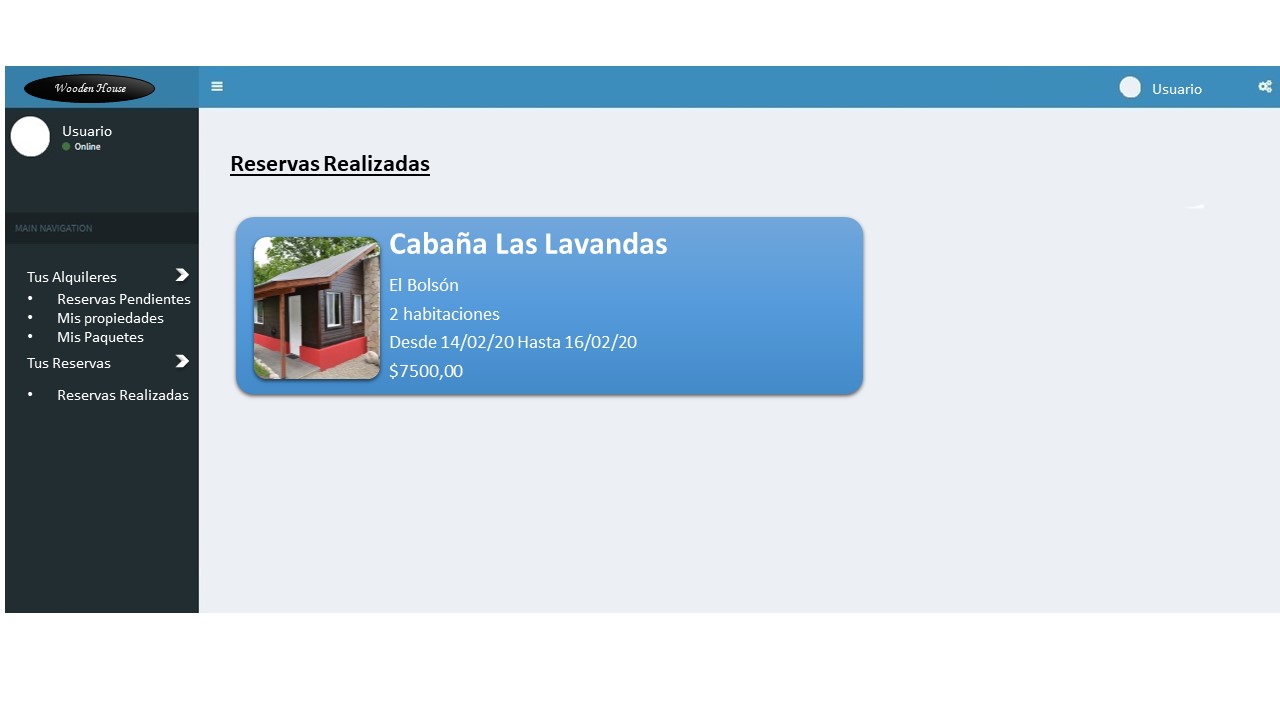 Wooden House
Usuario
Usuario
Online
MAIN NAVIGATION
Tus Alquileres
• Reservas Pendientes
• Mis propiedades
• Mis Paquetes
Tus Reservas
• Reservas Realizadas
Reservas Realizadas
Cabaña Las Lavandas
El Bolsón
2 habitaciones
Desde 14/02/20 Hasta 16/02/20
$7500,00